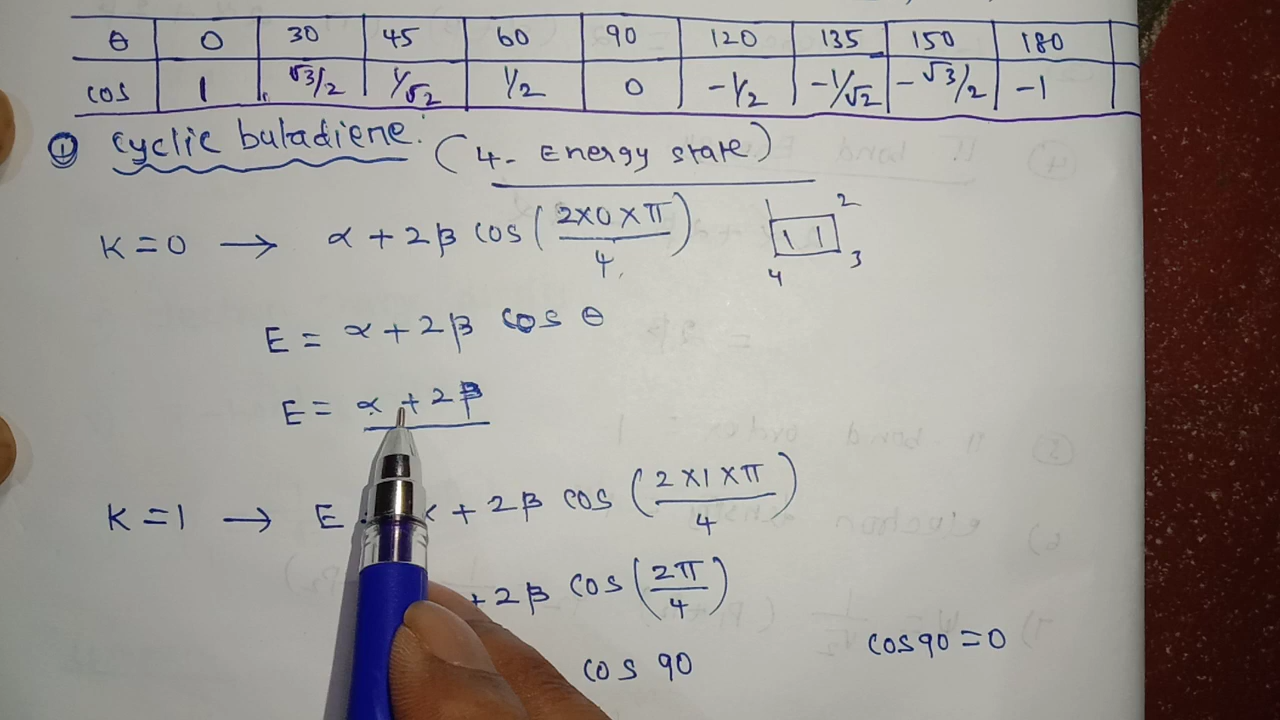 θ 0 30 45 60 90 120 135 150 180
cos 1 √3/2 1/√2 1/2 0 -1/2 -1/√2 -√3/2 -1
① cyclic butadiene: (4- Energy state)
K=0 → α + 2β cos(2×0×π/4)
1 2
4 3
E = α + 2β cos θ
E = α + 2β
K=1 → E α + 2β cos(2×1×π/4)
+ 2β cos(2π/4)
cos 90 cos90=0